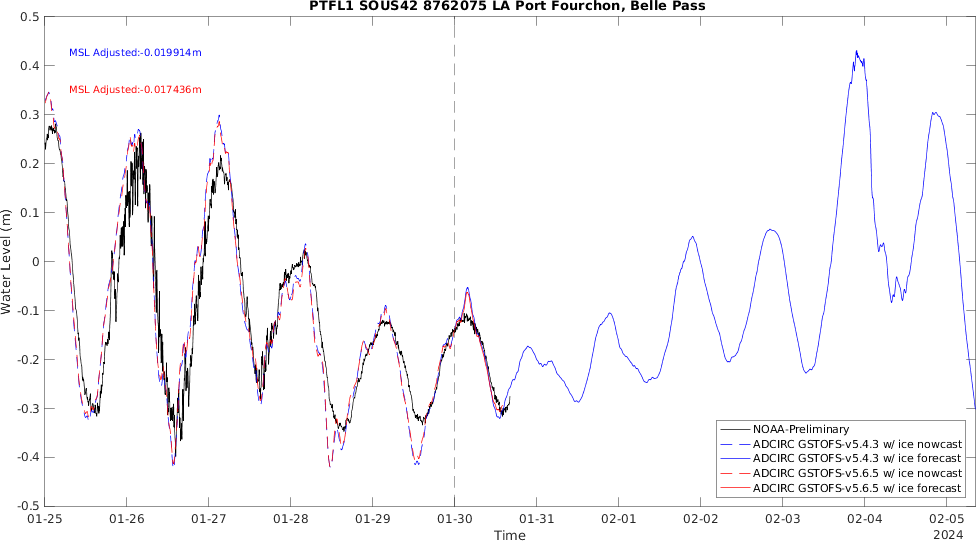 PTFL1 SOUS42 8762075 LA Port Fourchon, Belle Pass
MSL Adjusted:-0.019914m
MSL Adjusted:-0.017436m
Water Level (m)
0.5
0.4
0.3
0.2
0.1
0
-0.1
-0.2
-0.3
-0.4
-0.5
NOAA-Preliminary
ADCIRC GSTOFS-v5.4.3 w/ ice nowcast
ADCIRC GSTOFS-v5.4.3 w/ ice forecast
ADCIRC GSTOFS-v5.6.5 w/ ice nowcast
ADCIRC GSTOFS-v5.6.5 w/ ice forecast
01-25 01-26 01-27 01-28 01-29 01-30 01-31 02-01 02-02 02-03 02-04 02-05
Time
2024